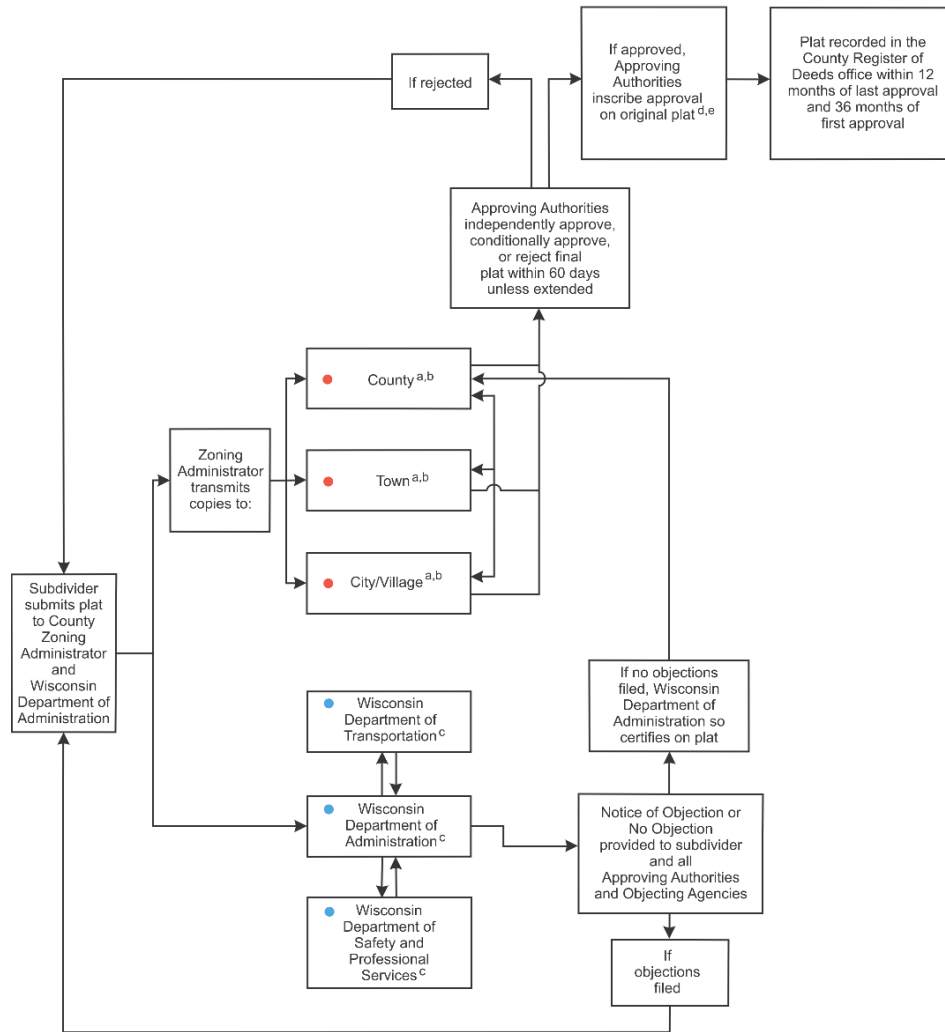 If rejected
If approved,
Approving
Authorities
inscribe approval
on original plat d,e
Plat recorded in the
County Register of
Deeds office within 12
months of last approval
and 36 months of
first approval
Approving Authorities
independently approve,
conditionally approve,
or reject final
plat within 60 days
unless extended
County a,b
Zoning
Administrator
transmits
copies to:
Town a,b
City/Village a,b
Subdivider
submits plat
to County
Zoning
Administrator
and
Wisconsin
Department of
Administration
If no objections
filed, Wisconsin
Department of
Administration so
certifies on plat
Wisconsin
Department of
Transportation c
Wisconsin
Department of
Administration c
Notice of Objection or
No Objection
provided to subdivider
and all
Approving Authorities
and Objecting Agencies
Wisconsin
Department of
Safety and
Professional
Services c
If
objections
filed